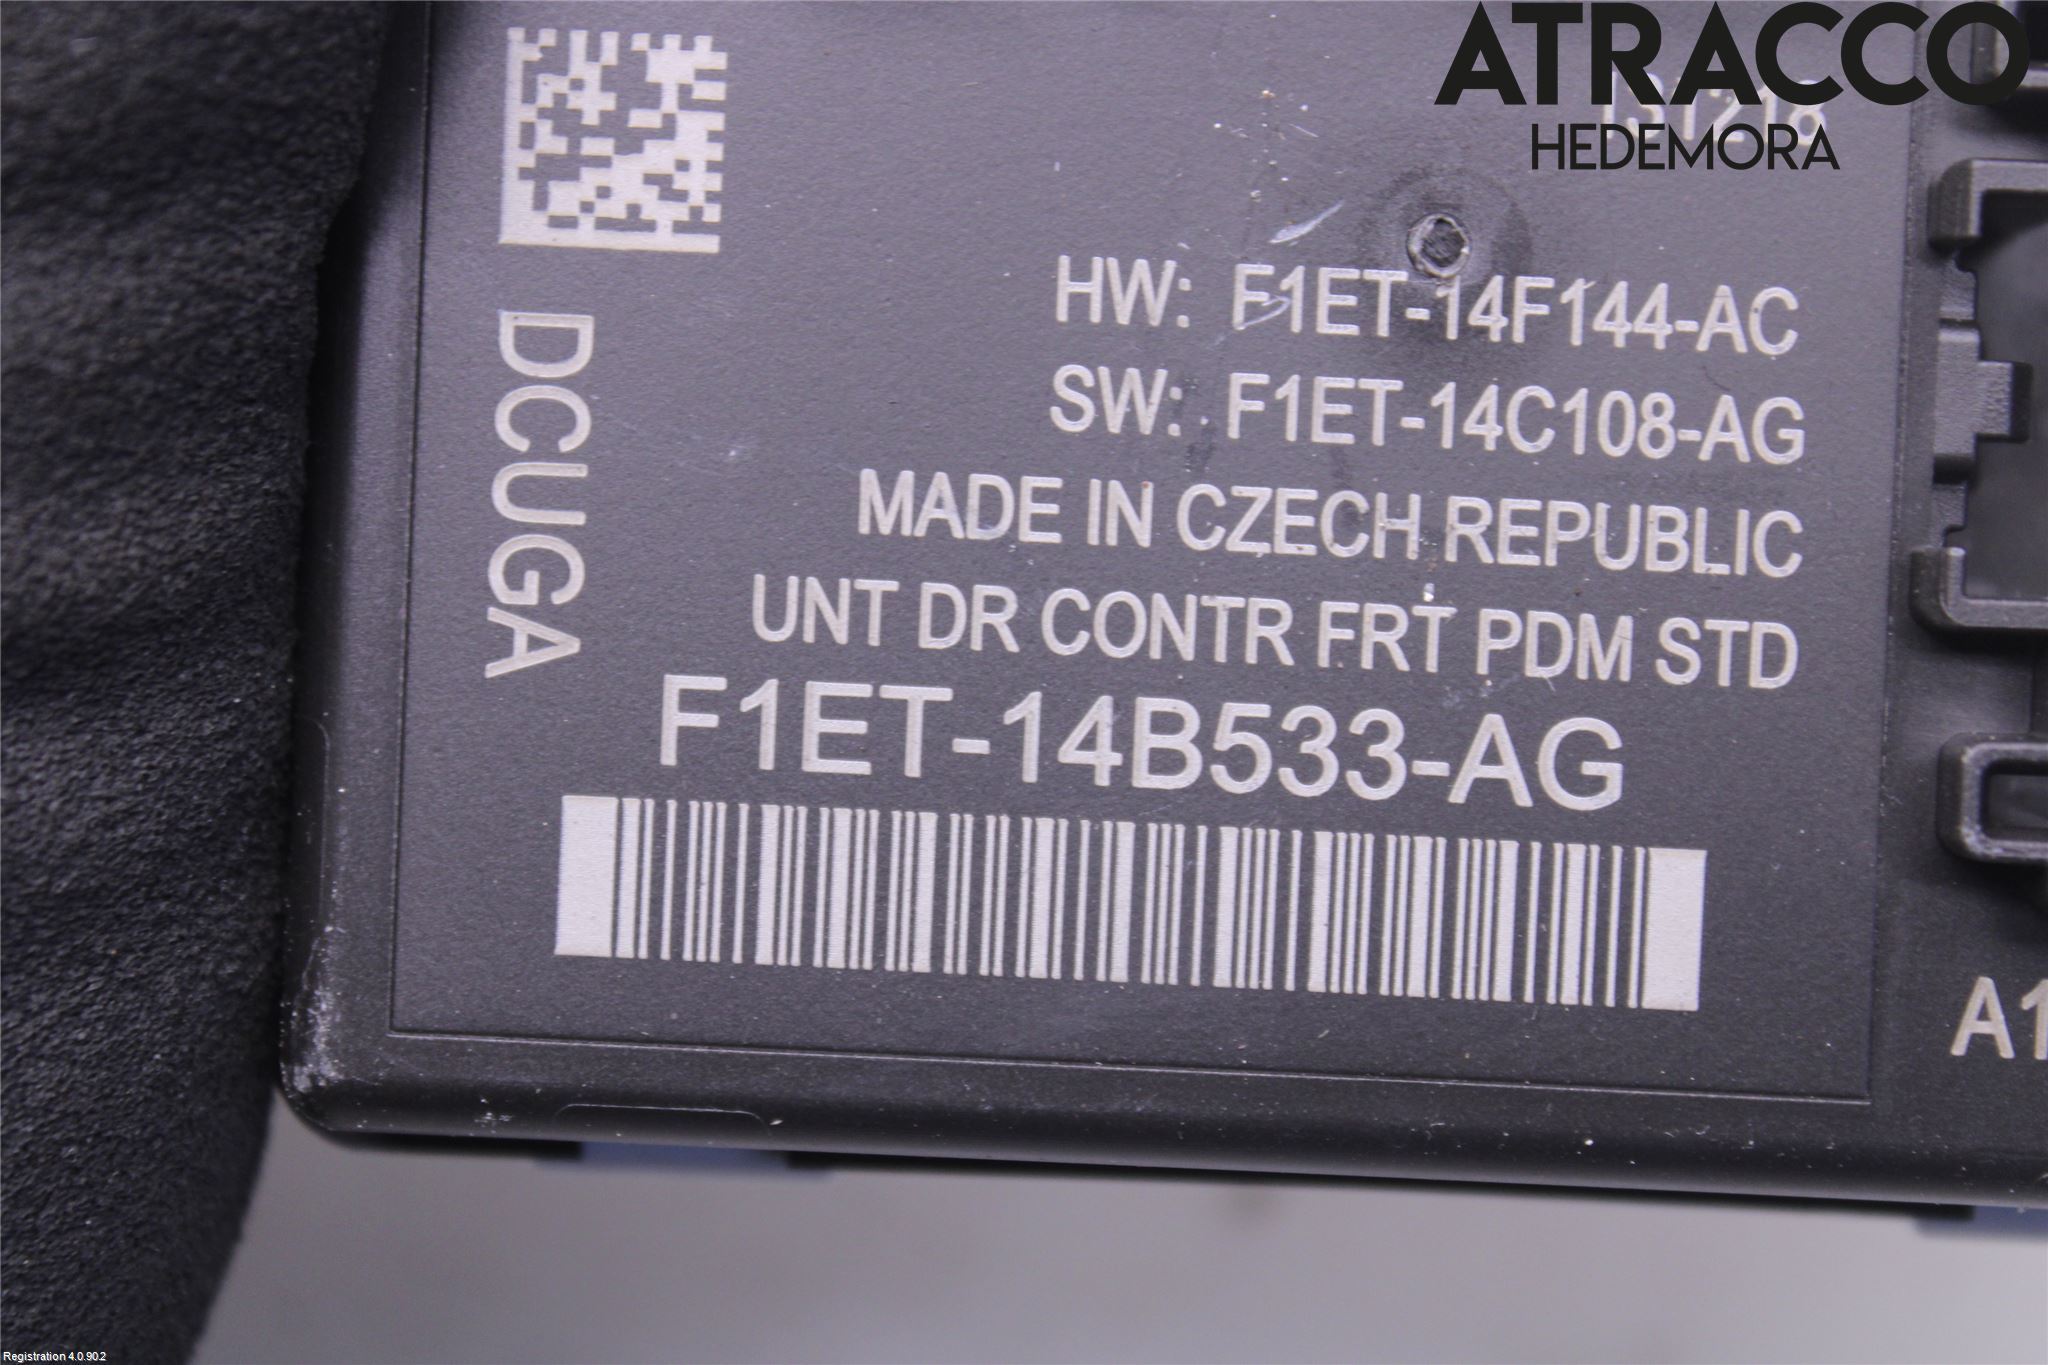 ATRACCO
HEDEMORA
HW: F1ET-14F144-AC
SW: F1ET-14C108-AG
MADE IN CZECH REPUBLIC
UNT DR CONTR FRT PDM STD
F1ET-14B533-AG
DCUGA
A1
Registration 4.0.90.2